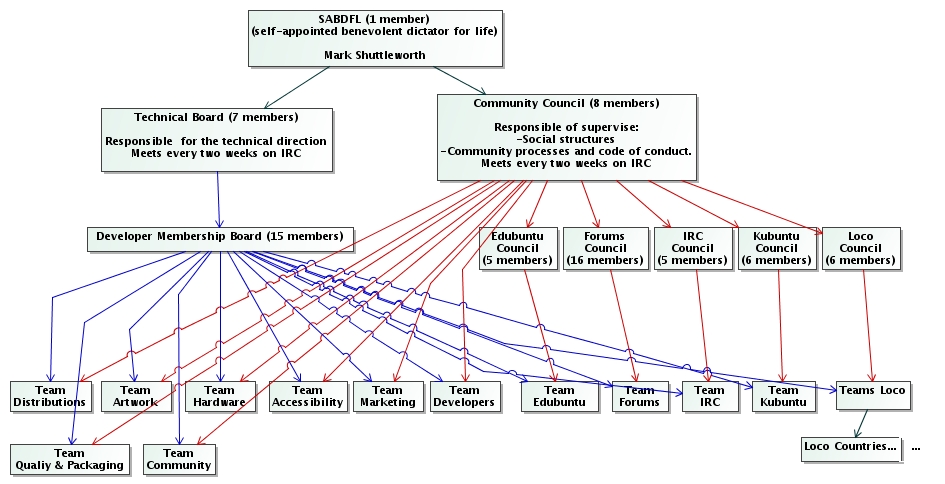 SABDFL (1 member)
(self-appointed benevolent dictator for life)
Mark Shuttleworth
Technical Board (7 members)
Responsible for the technical direction
Meets every two weeks on IRC
Community Council (8 members)
Responsible of supervise:
-Social structures
-Community processes and code of conduct.
Meets every two weeks on IRC
Developer Membership Board (15 members)
Edubuntu
Council
(5 members)
Forums
Council
(16 members)
IRC
Council
(5 members)
Kubuntu
Council
(6 members)
Loco
Council
(6 members)
Team
Distributions
Team
Artwork
Team
Hardware
Team
Accessibility
Team
Marketing
Team
Developers
Team
Edubuntu
Team
Forums
Team
IRC
Team
Kubuntu
Teams Loco
Team
Qualiy & Packaging
Team
Community
Loco Countries... ...